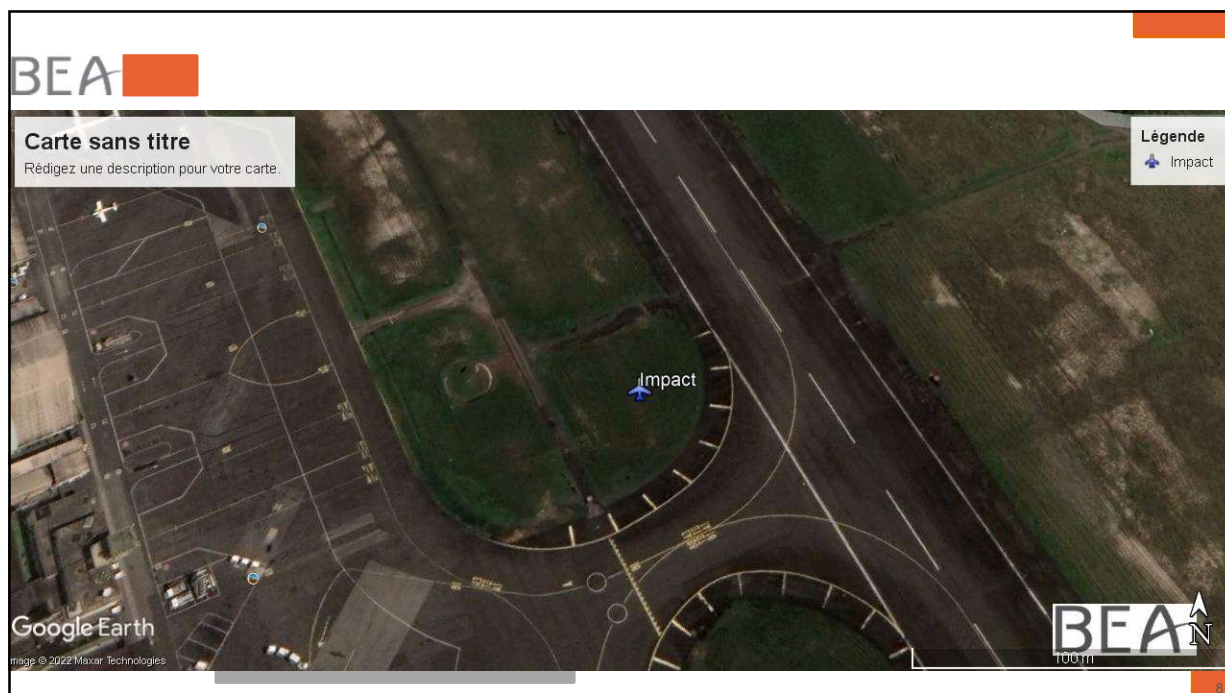 BEA
Carte sans titre
Rédigez une description pour votre carte.
Légende
Impact
Impact
Google Earth
mage © 2022 Maxar Technologies
BEA
N
100 m
8